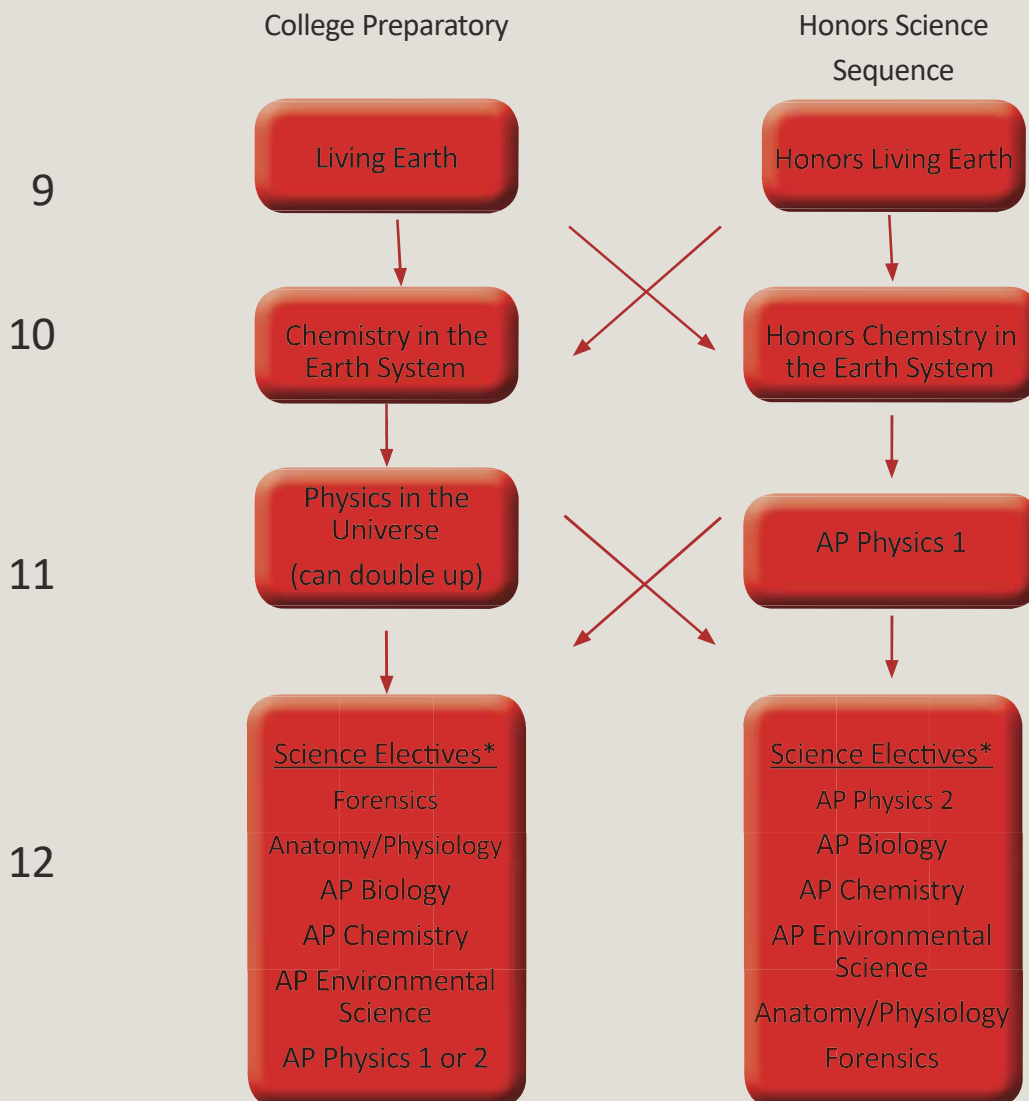 College Preparatory
Honors Science
Sequence
9
Living Earth
Honors Living Earth
10
Chemistry in the
Earth System
Honors Chemistry in
the Earth System
11
Physics in the
Universe
(can double up)
AP Physics 1
12
Science Electives*
Forensics
Anatomy/Physiology
AP Biology
AP Chemistry
AP Environmental
Science
AP Physics 1 or 2
Science Electives*
AP Physics 2
AP Biology
AP Chemistry
AP Environmental
Science
Anatomy/Physiology
Forensics